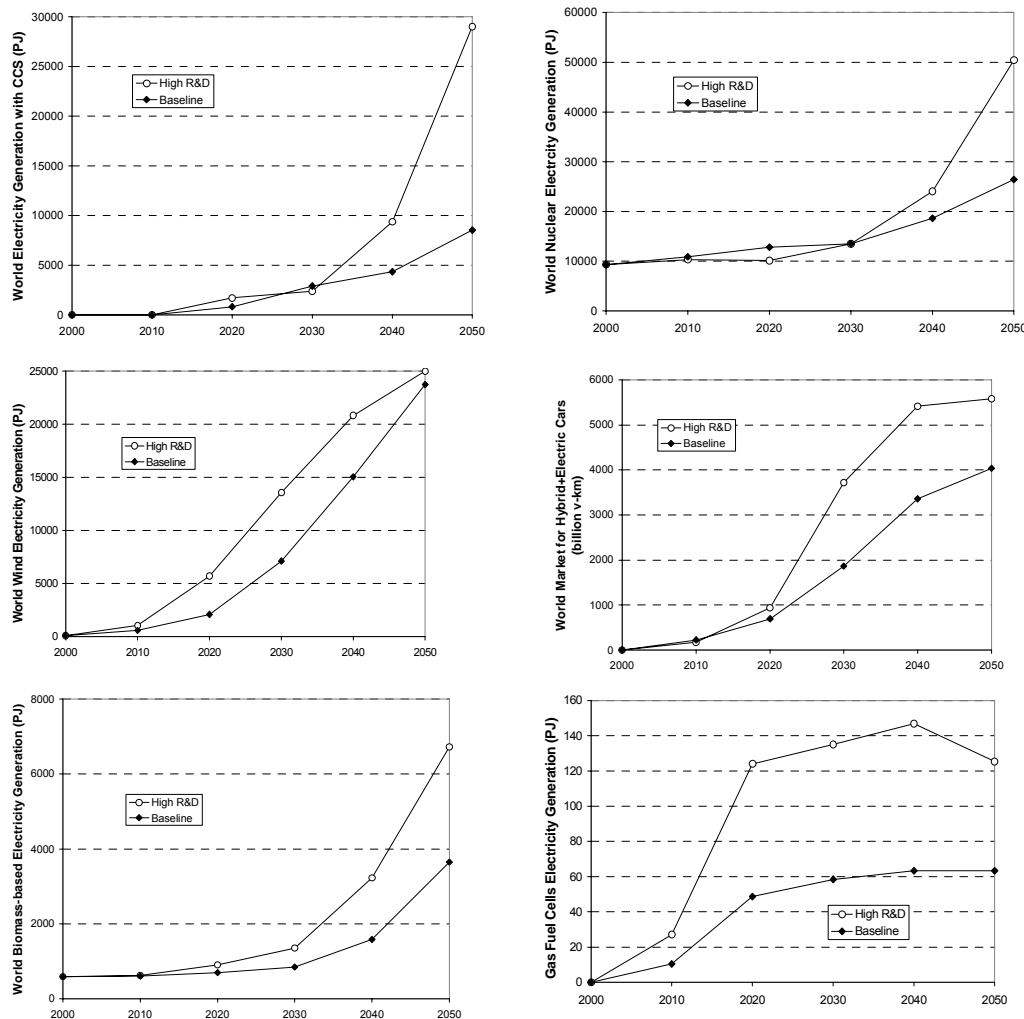 World Electricity Generation with CCS (PJ)
30000
25000
20000
15000
10000
5000
0
High R&D
Baseline
2000 2010 2020 2030 2040 2050
World Nuclear Electrcity Generation (PJ)
60000
50000
40000
30000
20000
10000
0
High R&D
Baseline
2000 2010 2020 2030 2040 2050
World Wind Electricity Generation (PJ)
25000
20000
15000
10000
5000
0
High R&D
Baseline
2000 2010 2020 2030 2040 2050
World Market for Hybrid+Electric Cars
(billion v-km)
6000
5000
4000
3000
2000
1000
0
High R&D
Baseline
2000 2010 2020 2030 2040 2050
World Biomass-based Electricity Generation (PJ)
8000
6000
4000
2000
0
High R&D
Baseline
2000 2010 2020 2030 2040 2050
Gas Fuel Cells Electricity Generation (PJ)
160
140
120
100
80
60
40
20
0
High R&D
Baseline
2000 2010 2020 2030 2040 2050